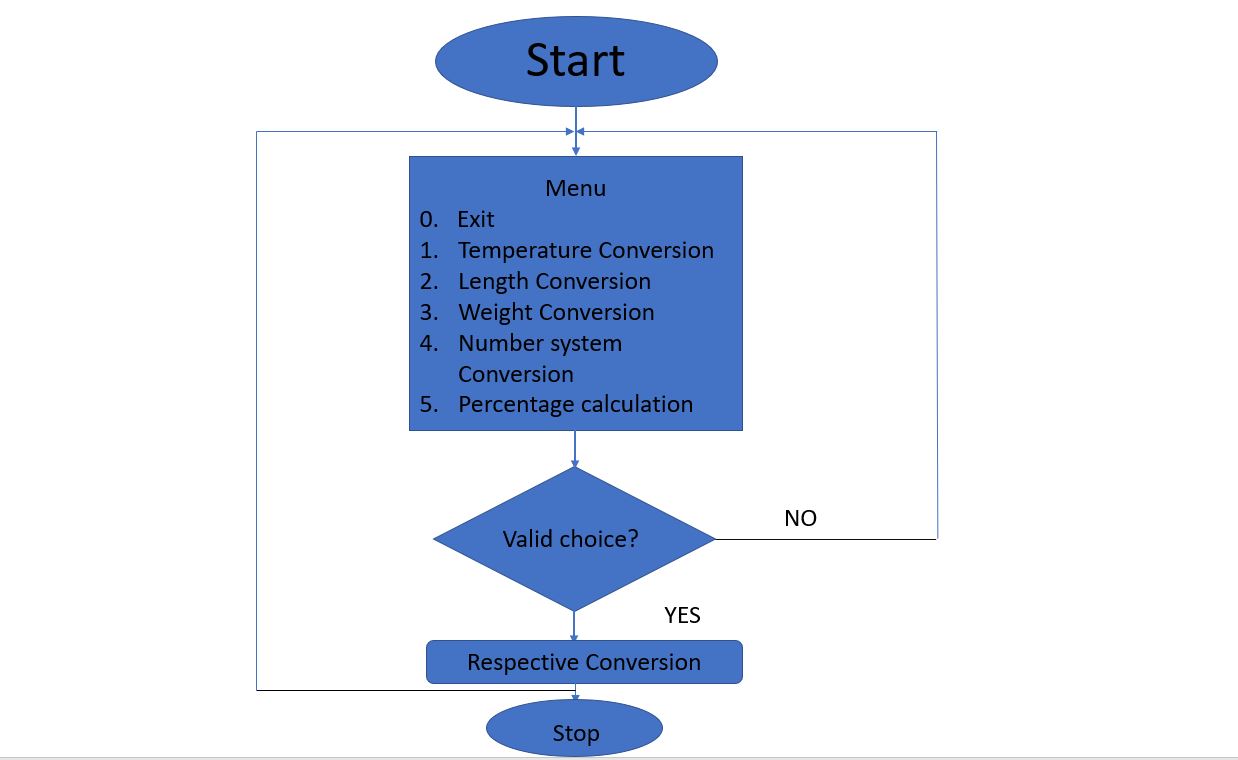 Start
Menu
0. Exit
1. Temperature Conversion
2. Length Conversion
3. Weight Conversion
4. Number system
Conversion
5. Percentage calculation
Valid choice?
NO
YES
Respective Conversion
Stop